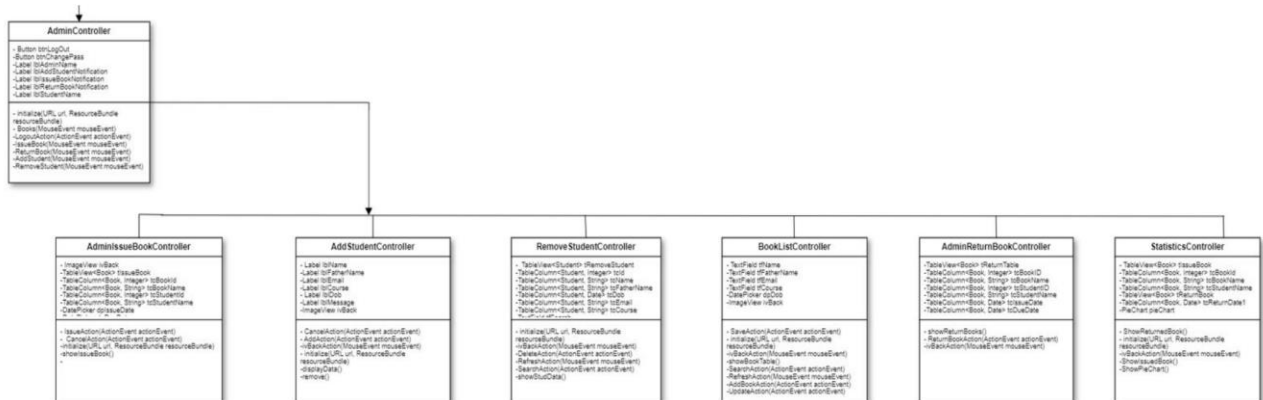 AdminController
- Button btnLogOut
-Button btnChangePass
-Label lblAdminName
-Label lblAddStudentNotification
-Label lblIssueBookNotification
-Label lblReturnBookNotification
-Label lblStudentName
- initialize(URL url, ResourceBundle
resourceBundle)
- Books(MouseEvent mouseEvent)
-LogoutAction(ActionEvent actionEvent)
-IssueBook(MouseEvent mouseEvent)
-ReturnBook(MouseEvent mouseEvent)
-AddStudent(MouseEvent mouseEvent)
-RemoveStudent(MouseEvent mouseEvent)
AdminIssueBookController
- ImageView ivBack
-TableView<Book> tIssueBook
-TableColumn<Book, Integer> tcBookId
-TableColumn<Book, String> tcBookName
-TableColumn<Book, Integer> tcStudentId
-TableColumn<Book, String> tcStudentName
-DatePicker dpIssueDate
- IssueAction(ActionEvent actionEvent)
- CancelAction(ActionEvent actionEvent)
-initialize(URL url, ResourceBundle resourceBundle)
-showIssueBook()
AddStudentController
- Label lblName
-Label lblFatherName
-Label lblEmail
-Label lblCourse
- Label lblDob
-Label lblMessage
-ImageView ivBack
- CancelAction(ActionEvent actionEvent)
-AddAction(ActionEvent actionEvent)
-ivBackAction(MouseEvent mouseEvent)
- initialize(URL url, ResourceBundle
resourceBundle)
-displayData()
-remove()
RemoveStudentController
- TableView<Student> tRemoveStudent
-TableColumn<Student, Integer> tcId
-TableColumn<Student, String> tcName
-TableColumn<Student, String> tcFatherName
-TableColumn<Student, Date> tcDob
-TableColumn<Student, String> tcEmail
-TableColumn<Student, String> tcCourse
- initialize(URL url, ResourceBundle
resourceBundle)
-ivBackAction(MouseEvent mouseEvent)
-DeleteAction(ActionEvent actionEvent)
-RefreshAction(MouseEvent mouseEvent)
-SearchAction(ActionEvent actionEvent)
-showStudData()
BookListController
- TextField tfName
-TextField tfFatherName
-TextField tfEmail
-TextField tfCourse
-DatePicker dpDob
-ImageView ivBack
- SaveAction(ActionEvent actionEvent)
- initialize(URL url, ResourceBundle
resourceBundle)
-ivBackAction(MouseEvent mouseEvent)
-showBookTable()
-SearchAction(ActionEvent actionEvent)
-RefreshAction(MouseEvent mouseEvent)
-AddBookAction(ActionEvent actionEvent)
-UpdateAction(ActionEvent actionEvent)
AdminReturnBookController
-TableView<Book> tReturnTable
TableColumn<Book, Integer> tcBookID
-TableColumn<Book, String> tcBookName
-TableColumn<Book, Integer> tcStudentID
-TableColumn<Book, String> tcStudentName
-TableColumn<Book, Date> tcIssueDate
-TableColumn<Book, Date> tcDueDate
- showReturnBooks()
- ReturnBookAction(ActionEvent actionEvent)
-ivBackAction(MouseEvent mouseEvent)
StatisticsController
- TableView<Book> tIssueBook
-TableColumn<Book, Integer> tcBookId
-TableColumn<Book, String> tcBookName
-TableColumn<Book, String> tcStudentName
-TableView<Book> tReturnBook
-TableColumn<Book, Date> tcReturnDate1
-PieChart pieChart
- ShowReturnedBook()
- initialize(URL url, ResourceBundle
resourceBundle)
-ivBackAction(MouseEvent mouseEvent)
-ShowIssuedBook()
-ShowPieChart()